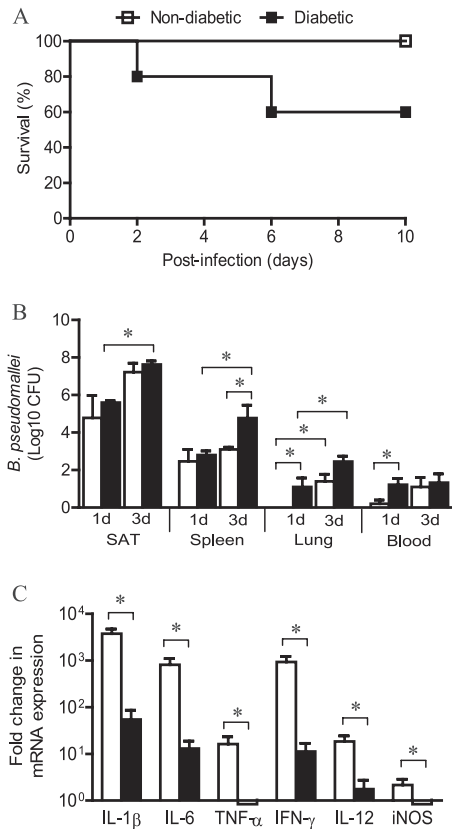 A
Non-diabetic Diabetic
Survival (%)
100
80
60
40
20
0
0 2 4 6 8 10
Post-infection (days)
B
B. pseudomallei
(Log10 CFU)
10
8
6
4
2
0
* * * * * * *
1d 3d 1d 3d 1d 3d 1d 3d
SAT Spleen Lung Blood
C
Fold change in
mRNA expression
10⁴
10³
10²
10¹
10⁰
* * * * * *
IL-1β IL-6 TNF-α IFN-γ IL-12 iNOS